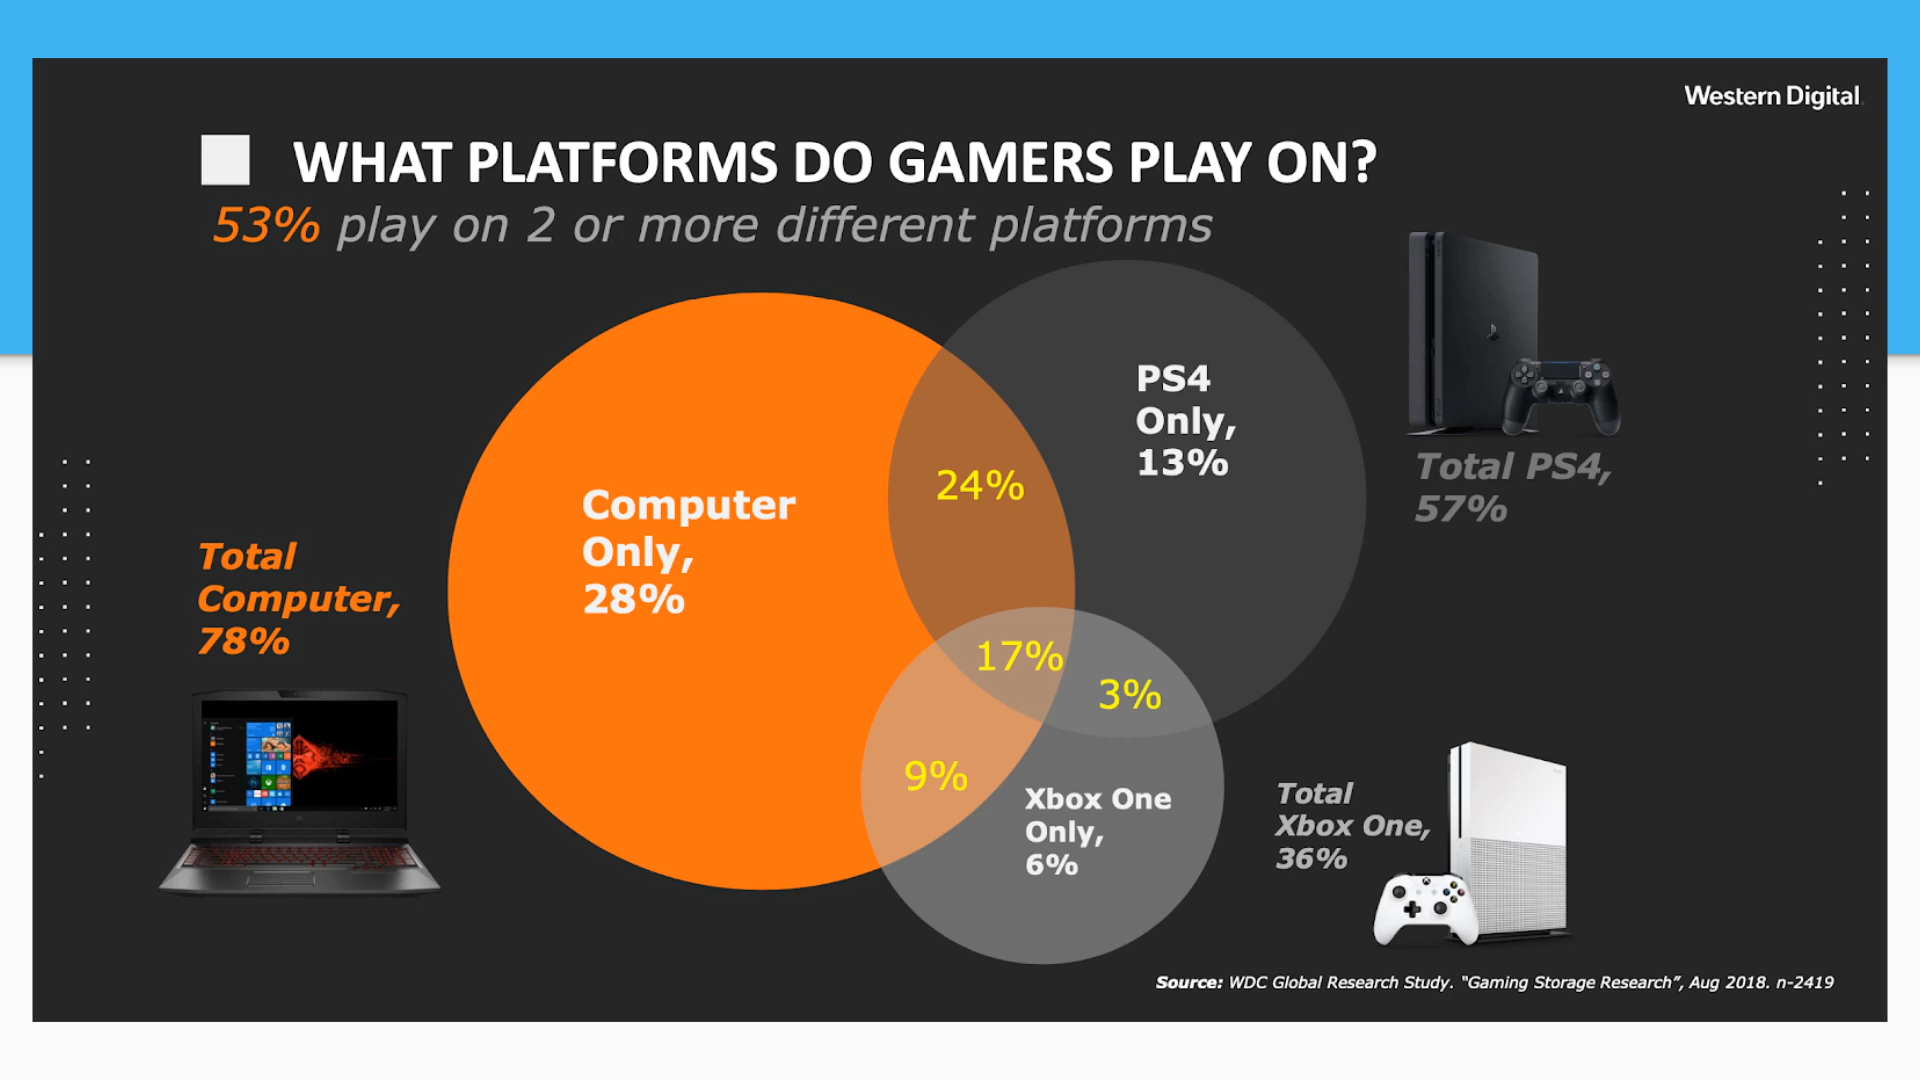 Western Digital
WHAT PLATFORMS DO GAMERS PLAY ON?
53% play on 2 or more different platforms
PS4
Only,
13%
Total PS4,
57%
24%
Computer
Only,
28%
Total
Computer,
78%
17%
3%
9%
Xbox One
Only,
6%
Total
Xbox One,
36%
Source: WDC Global Research Study. "Gaming Storage Research", Aug 2018. n-2419